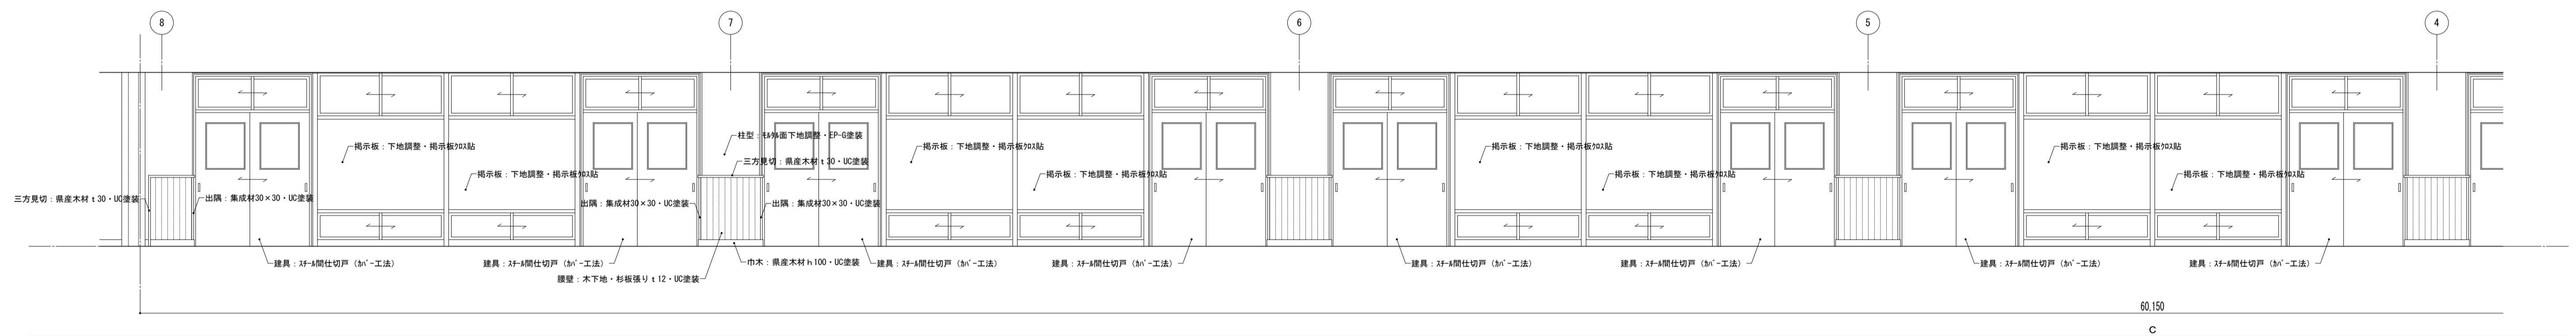 8
7
6
5
4
柱型：ﾓﾙﾀﾙ面下地調整・EP-G塗装
掲示板：下地調整・掲示板ｸﾛｽ貼
掲示板：下地調整・掲示板ｸﾛｽ貼
掲示板：下地調整・掲示板ｸﾛｽ貼
掲示板：下地調整・掲示板ｸﾛｽ貼
三方見切：県産木材ｔ30・UC塗装
掲示板：下地調整・掲示板ｸﾛｽ貼
掲示板：下地調整・掲示板ｸﾛｽ貼
掲示板：下地調整・掲示板ｸﾛｽ貼
掲示板：下地調整・掲示板ｸﾛｽ貼
三方見切：県産木材ｔ30・UC塗装
出隅：集成材30×30・UC塗装
出隅：集成材30×30・UC塗装
出隅：集成材30×30・UC塗装
建具：ｽﾁｰﾙ間仕切戸（ｶﾊﾞｰ工法）
建具：ｽﾁｰﾙ間仕切戸（ｶﾊﾞｰ工法）
巾木：県産木材ｈ100・UC塗装
建具：ｽﾁｰﾙ間仕切戸（ｶﾊﾞｰ工法）
建具：ｽﾁｰﾙ間仕切戸（ｶﾊﾞｰ工法）
建具：ｽﾁｰﾙ間仕切戸（ｶﾊﾞｰ工法）
建具：ｽﾁｰﾙ間仕切戸（ｶﾊﾞｰ工法）
建具：ｽﾁｰﾙ間仕切戸（ｶﾊﾞｰ工法）
建具：ｽﾁｰﾙ間仕切戸（ｶﾊﾞｰ工法）
腰壁：木下地・杉板張りｔ12・UC塗装
60,150
C